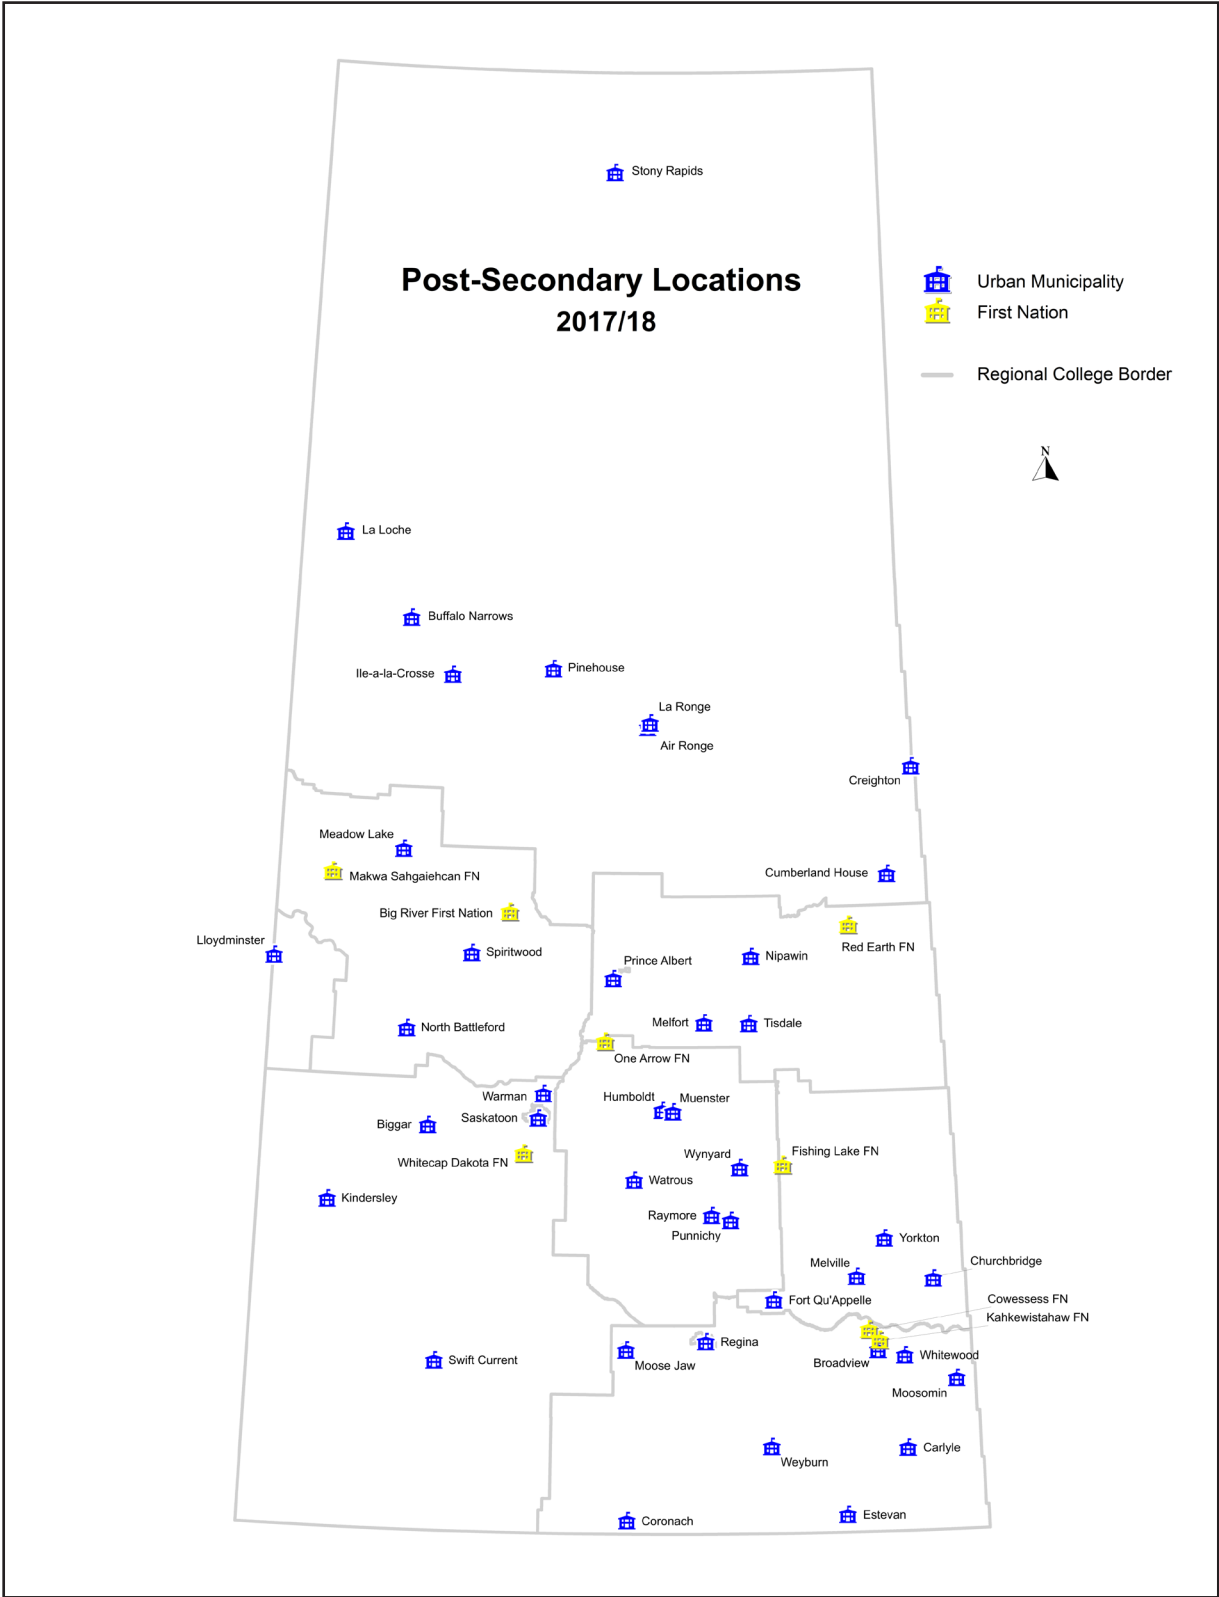 Stony Rapids
Post-Secondary Locations
2017/18
Urban Municipality
First Nation
Regional College Border
N
La Loche
Buffalo Narrows
Ile-a-la-Crosse
Pinehouse
La Ronge
Air Ronge
Creighton
Meadow Lake
Makwa Sahgaiehcan FN
Cumberland House
Big River First Nation
Lloydminster
Spiritwood
Red Earth FN
Nipawin
Prince Albert
North Battleford
Melfort
Tisdale
One Arrow FN
Warman
Humboldt
Muenster
Saskatoon
Biggar
Whitecap Dakota FN
Wynyard
Fishing Lake FN
Watrous
Kindersley
Raymore
Punnichy
Yorkton
Melville
Churchbridge
Fort Qu'Appelle
Cowessess FN
Kahkewistahaw FN
Regina
Moose Jaw
Broadview
Whitewood
Swift Current
Moosomin
Weyburn
Carlyle
Coronach
Estevan